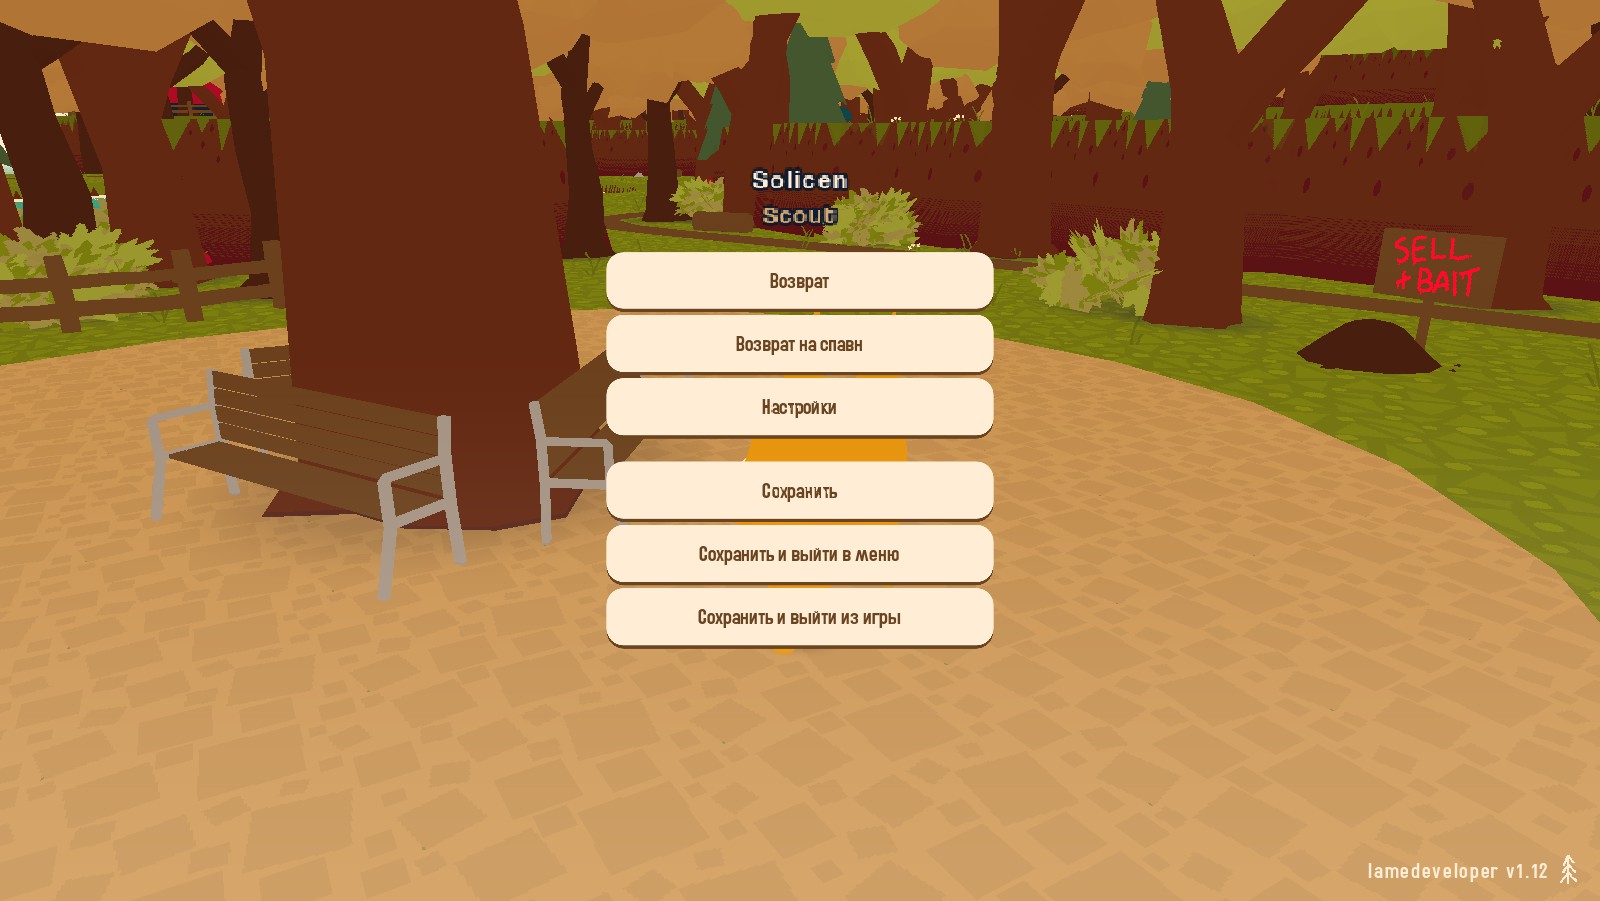 Solicen
Scout
SELL
+ BAIT
Возврат
Возврат на спавн
Настройки
Сохранить
Сохранить и выйти в меню
Сохранить и выйти из игры
lamedeveloper v1.12